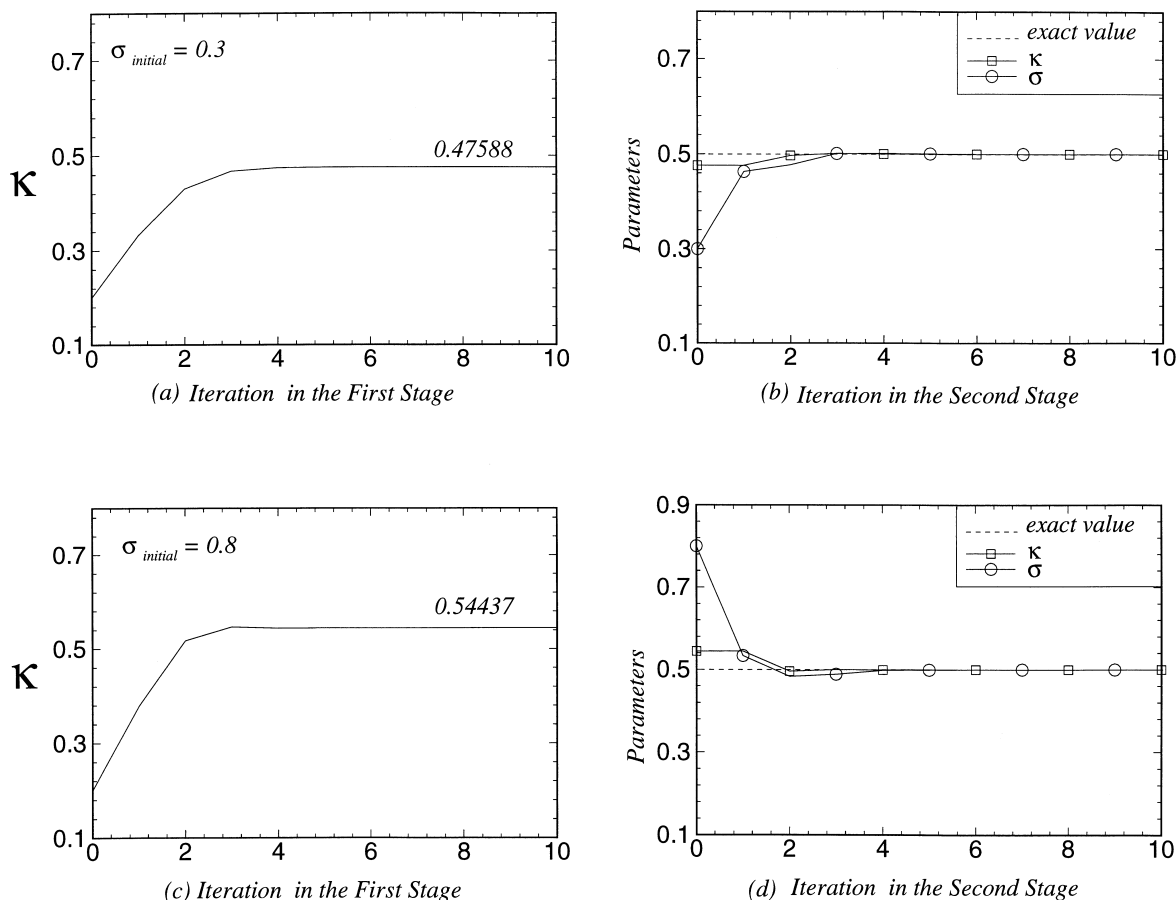 σ initial = 0.3
0.7
0.5
0.3
0.1
κ
0.47588
0 2 4 6 8 10
(a) Iteration in the First Stage
exact value
κ
σ
0.7
0.5
0.3
0.1
Parameters
0 2 4 6 8 10
(b) Iteration in the Second Stage
σ initial = 0.8
0.7
0.5
0.3
0.1
κ
0.54437
0 2 4 6 8 10
(c) Iteration in the First Stage
exact value
κ
σ
0.9
0.7
0.5
0.3
0.1
Parameters
0 2 4 6 8 10
(d) Iteration in the Second Stage